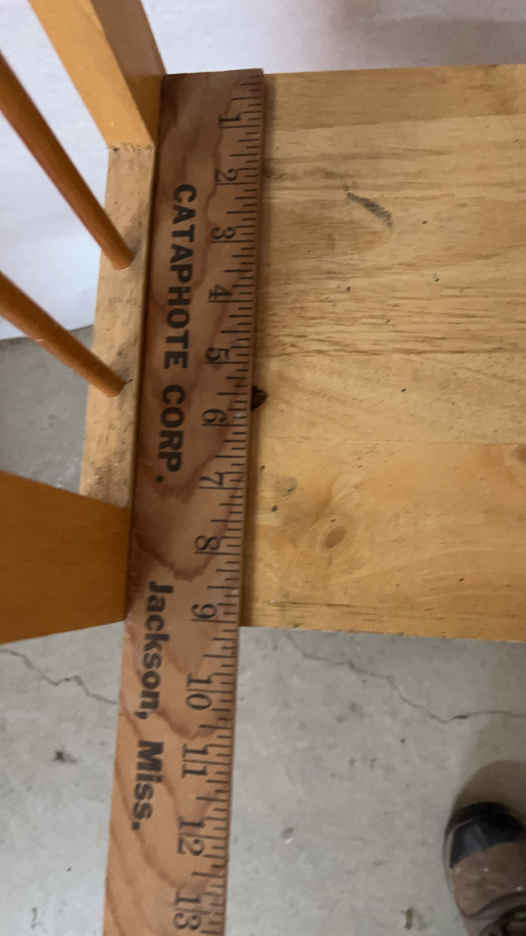 1 2 3 4 5 6 7 8 9 10 11 12 13
CATAPHOTE CORP.
Jackson, Miss.